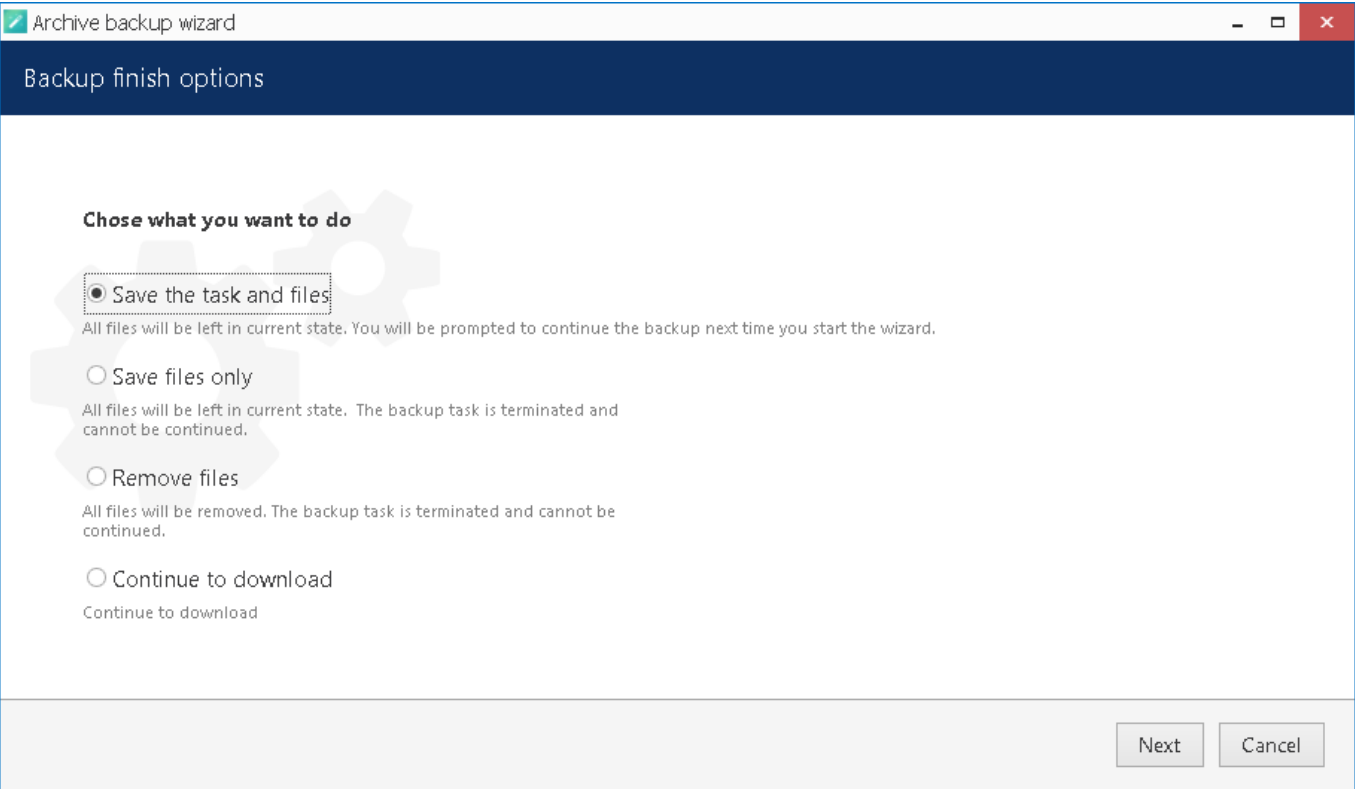 Archive backup wizard
Backup finish options
Chose what you want to do
Save the task and files
All files will be left in current state. You will be prompted to continue the backup next time you start the wizard.
Save files only
All files will be left in current state.  The backup task is terminated and
cannot be continued.
Remove files
All files will be removed. The backup task is terminated and cannot be
continued.
Continue to download
Continue to download
Next
Cancel